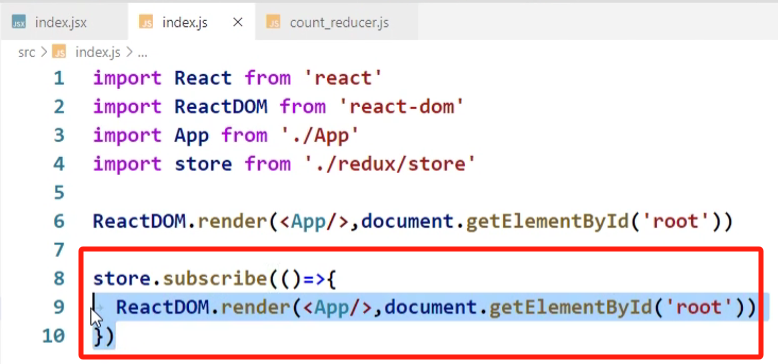 JSX index.jsx JS index.js × JS count_reducer.js
src > JS index.js > ...
1 import React from 'react'
2 import ReactDOM from 'react-dom'
3 import App from './App'
4 import store from './redux/store'
5
6 ReactDOM.render(<App/>,document.getElementById('root'))
7
8 store.subscribe(()=>{
9 ReactDOM.render(<App/>,document.getElementById('root'))
10 })